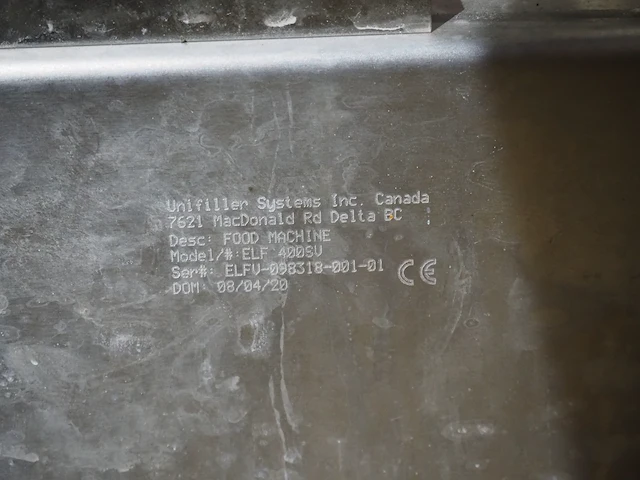 Unifiller Systems Inc. Canada
7621 MacDonald Rd Delta BC
Desc: FOOD MACHINE
Model/#:ELF 400SV
Ser#: ELFV-098318-001-01
DOM: 08/04/20
CE